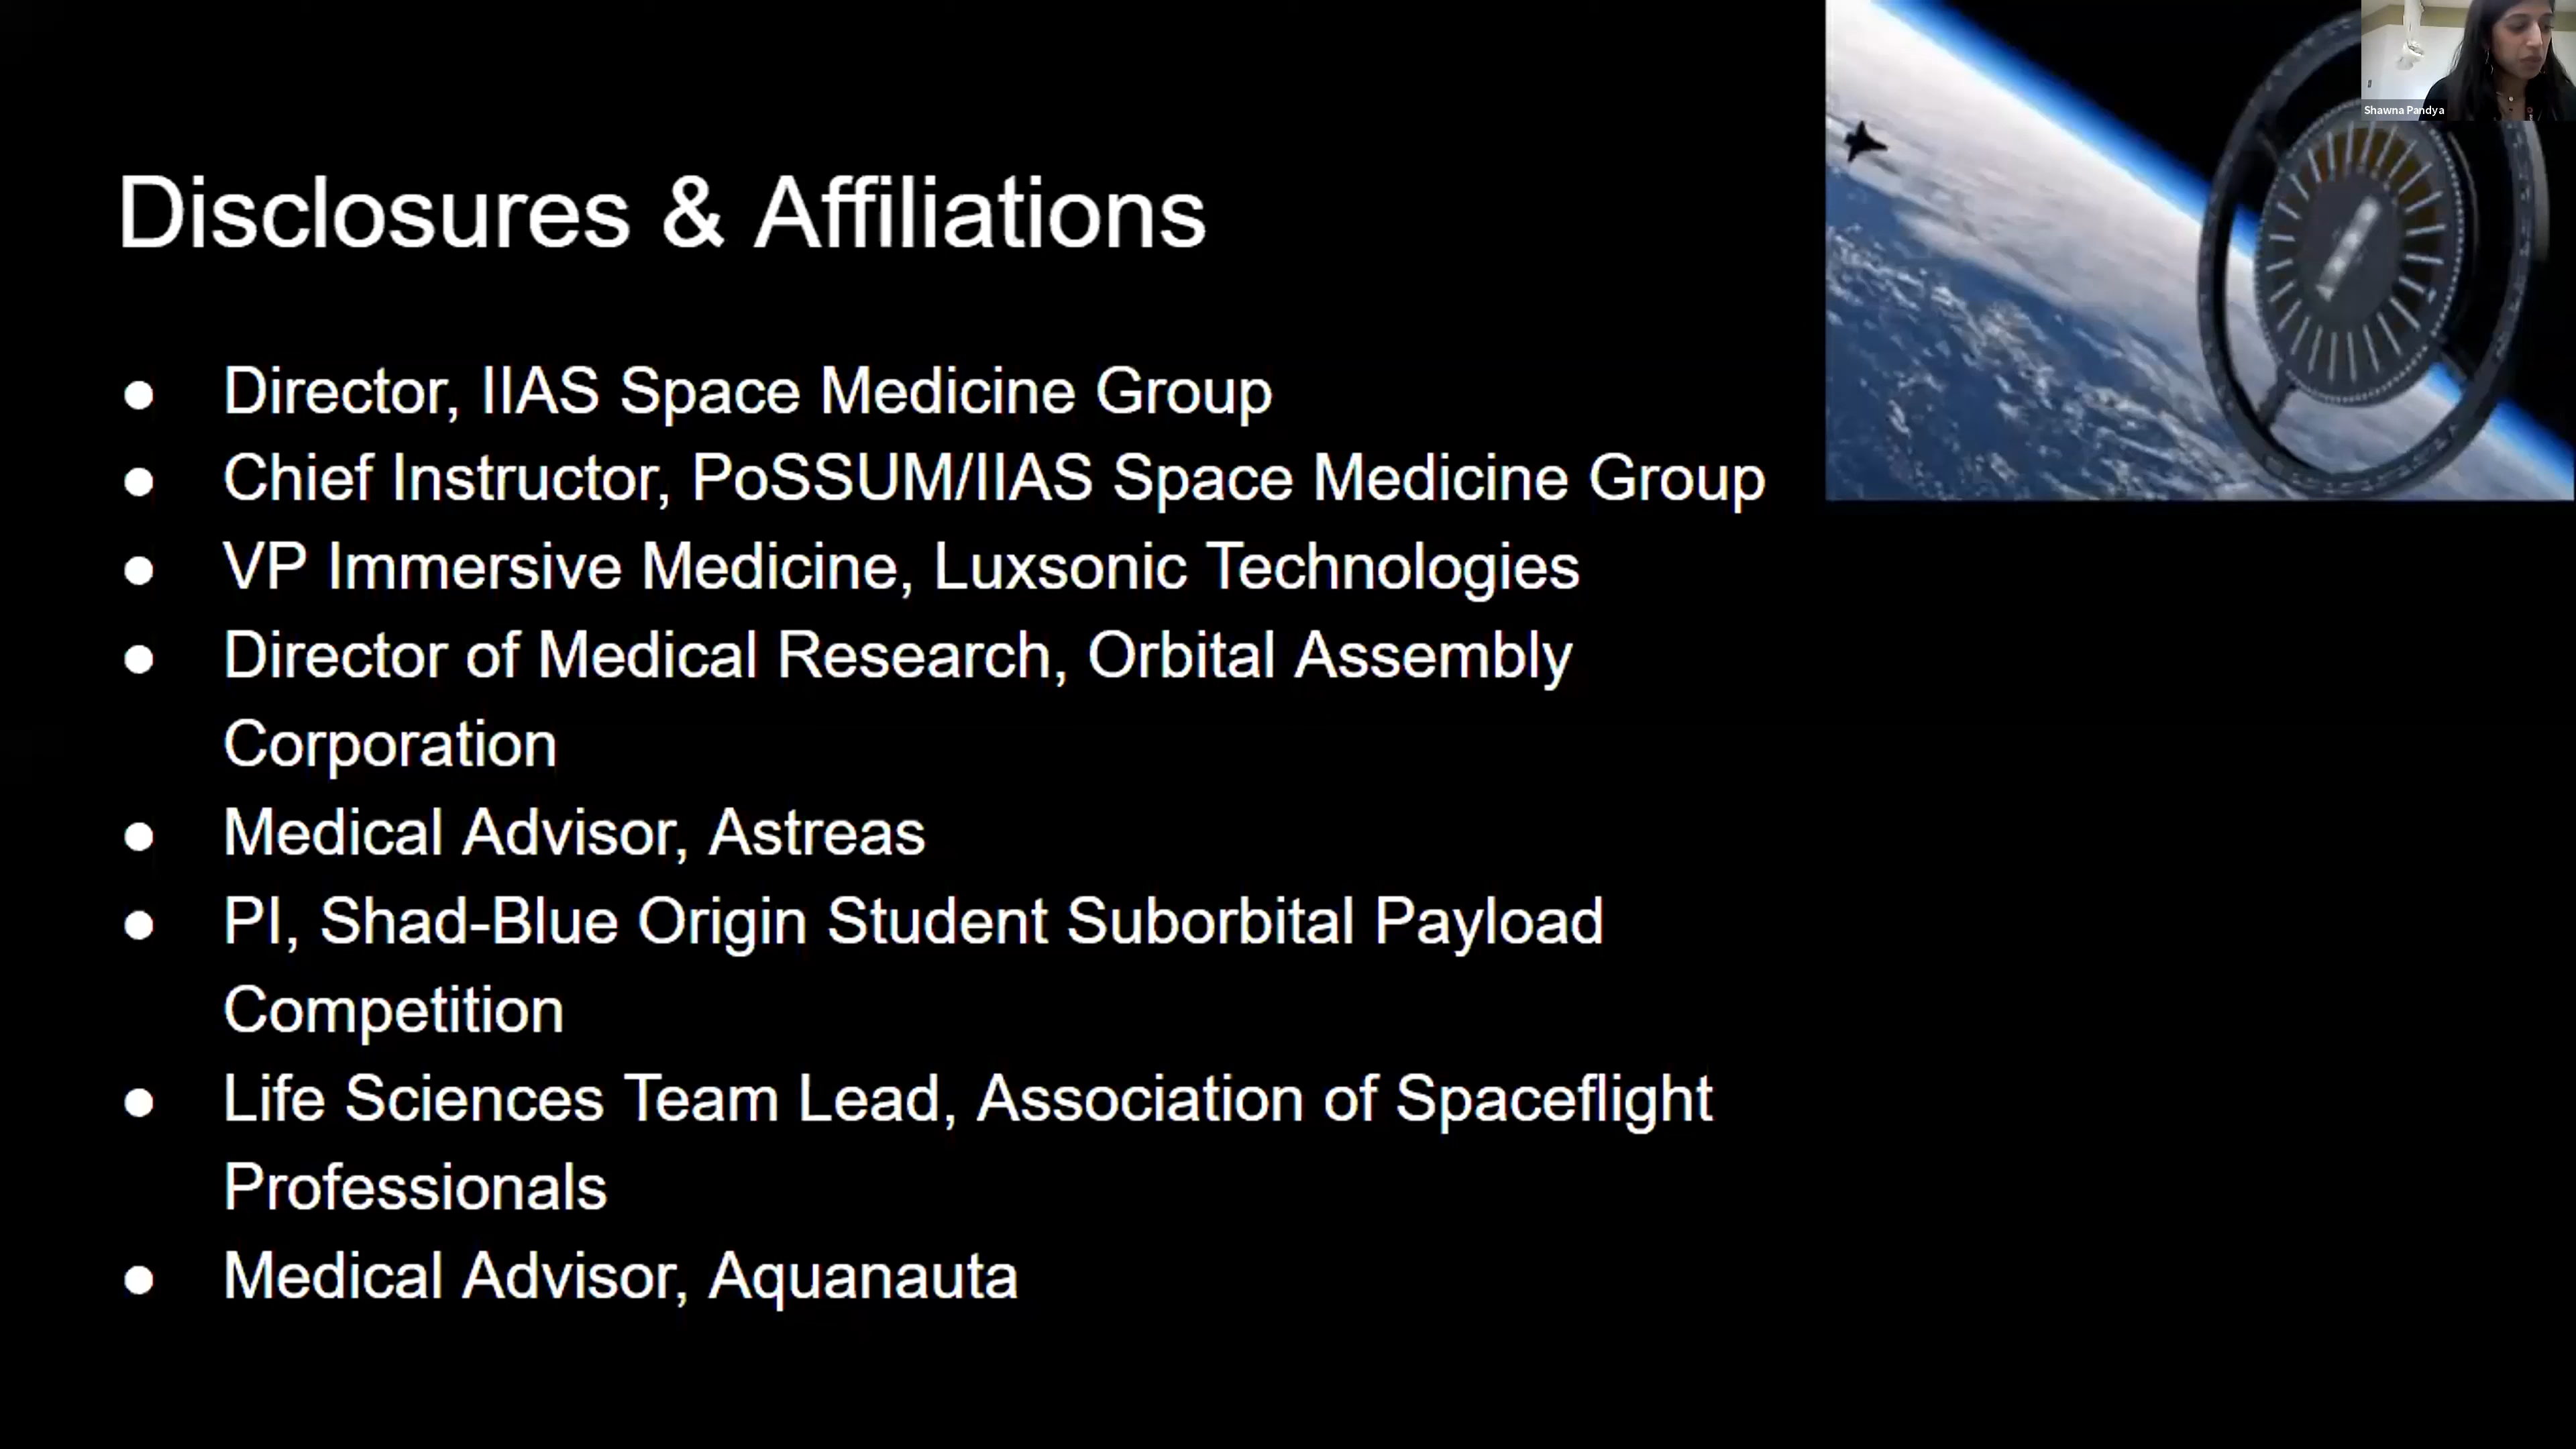 Shawna Pandya
Disclosures & Affiliations
● Director, IIAS Space Medicine Group
● Chief Instructor, PoSSUM/IIAS Space Medicine Group
● VP Immersive Medicine, Luxsonic Technologies
● Director of Medical Research, Orbital Assembly
Corporation
● Medical Advisor, Astreas
● PI, Shad-Blue Origin Student Suborbital Payload
Competition
● Life Sciences Team Lead, Association of Spaceflight
Professionals
● Medical Advisor, Aquanauta